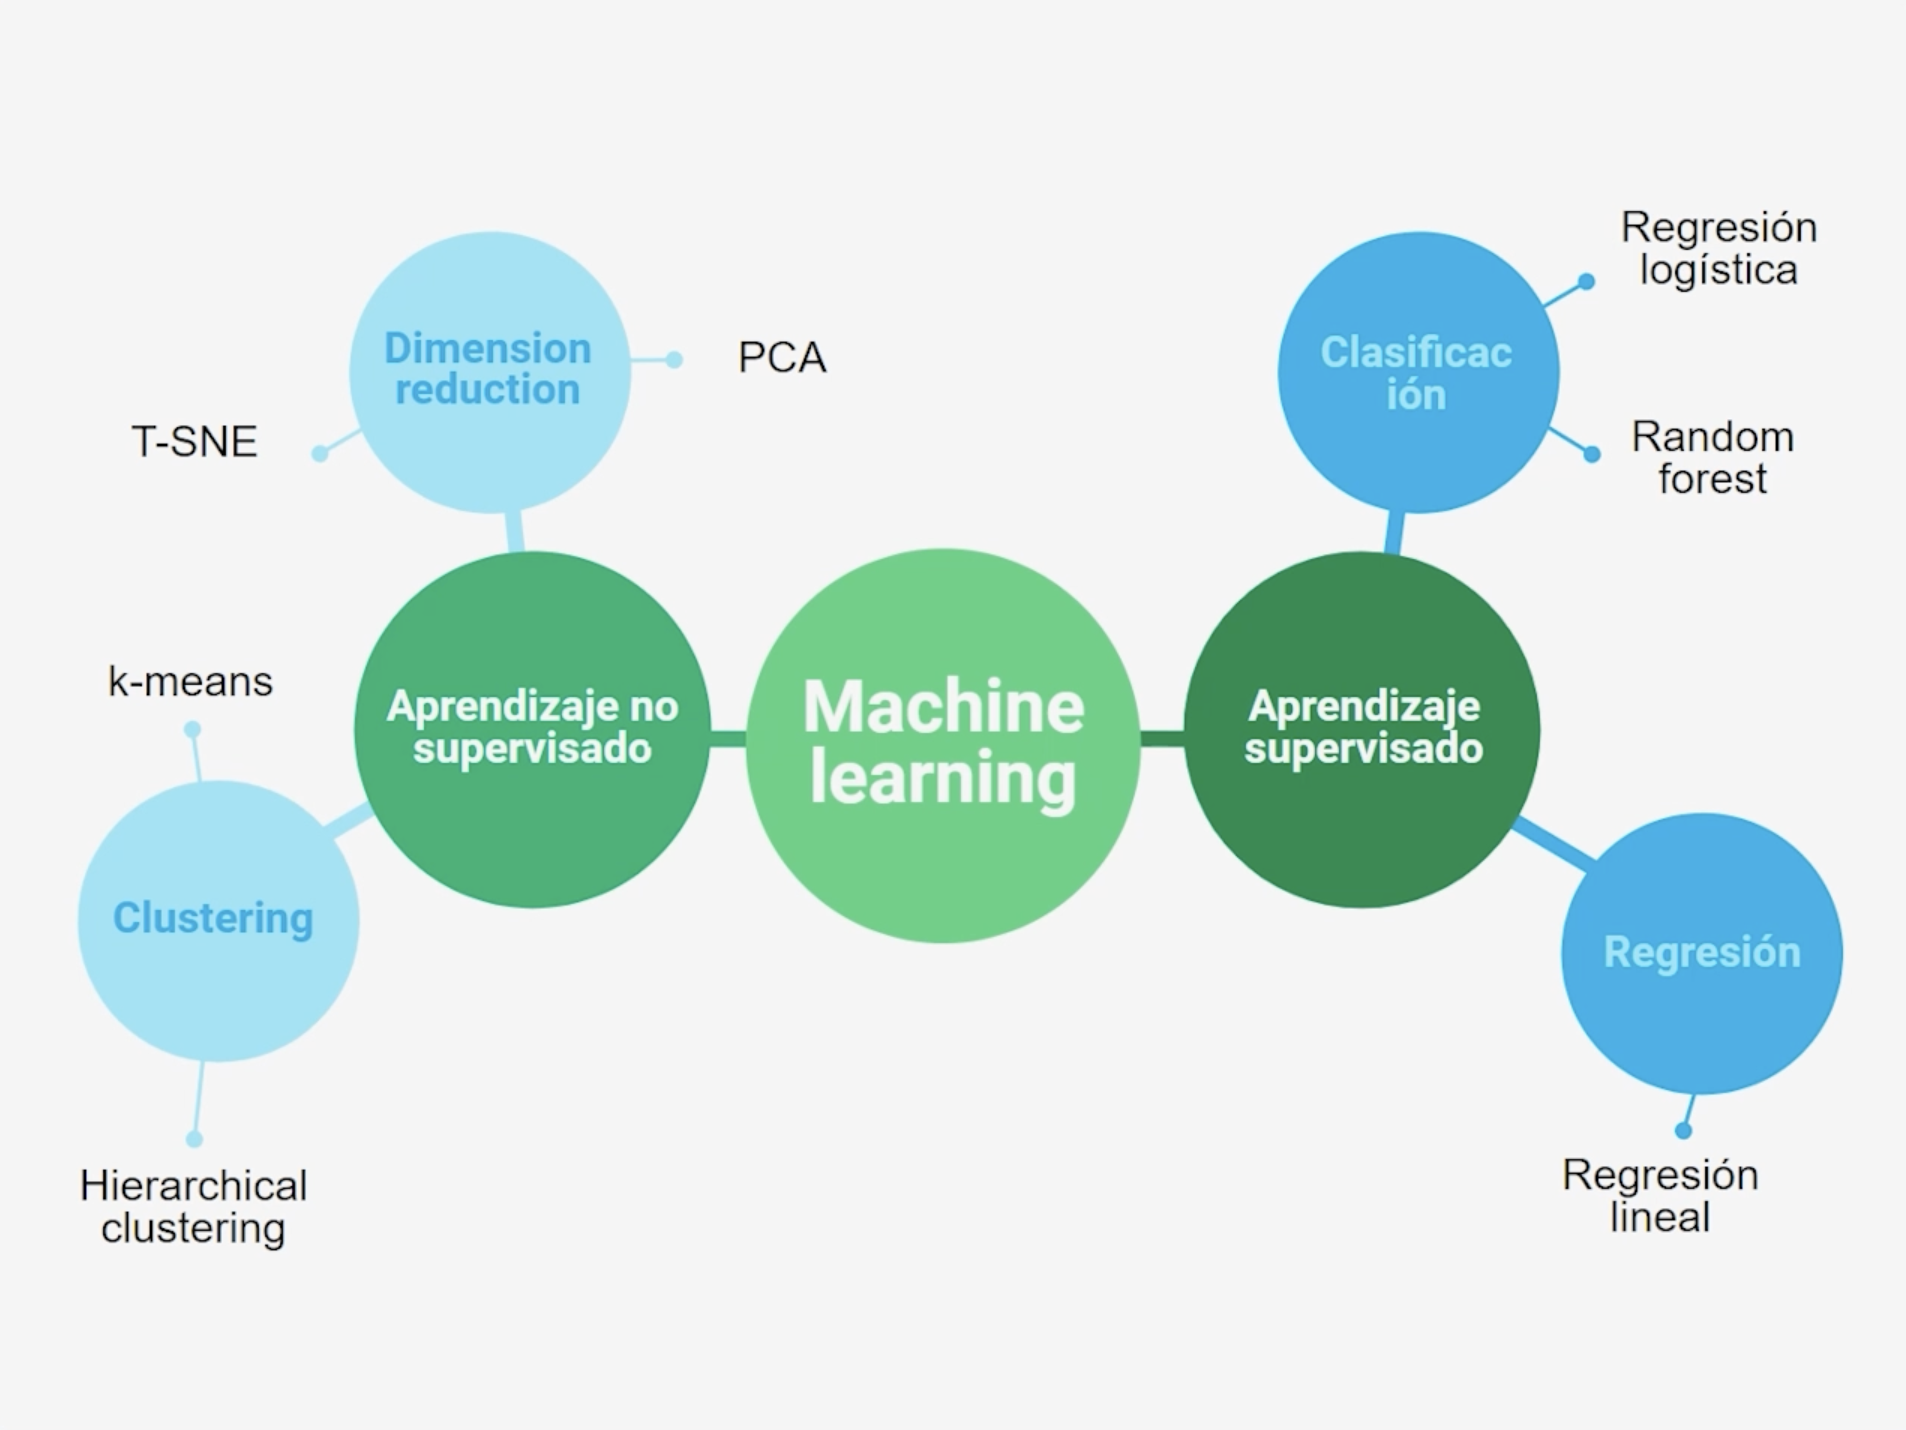 Regresión
logística
Dimension
reduction
PCA
Clasificac
ión
T-SNE
Random
forest
k-means
Aprendizaje no
supervisado
Machine
learning
Aprendizaje
supervisado
Clustering
Regresión
Hierarchical
clustering
Regresión
lineal